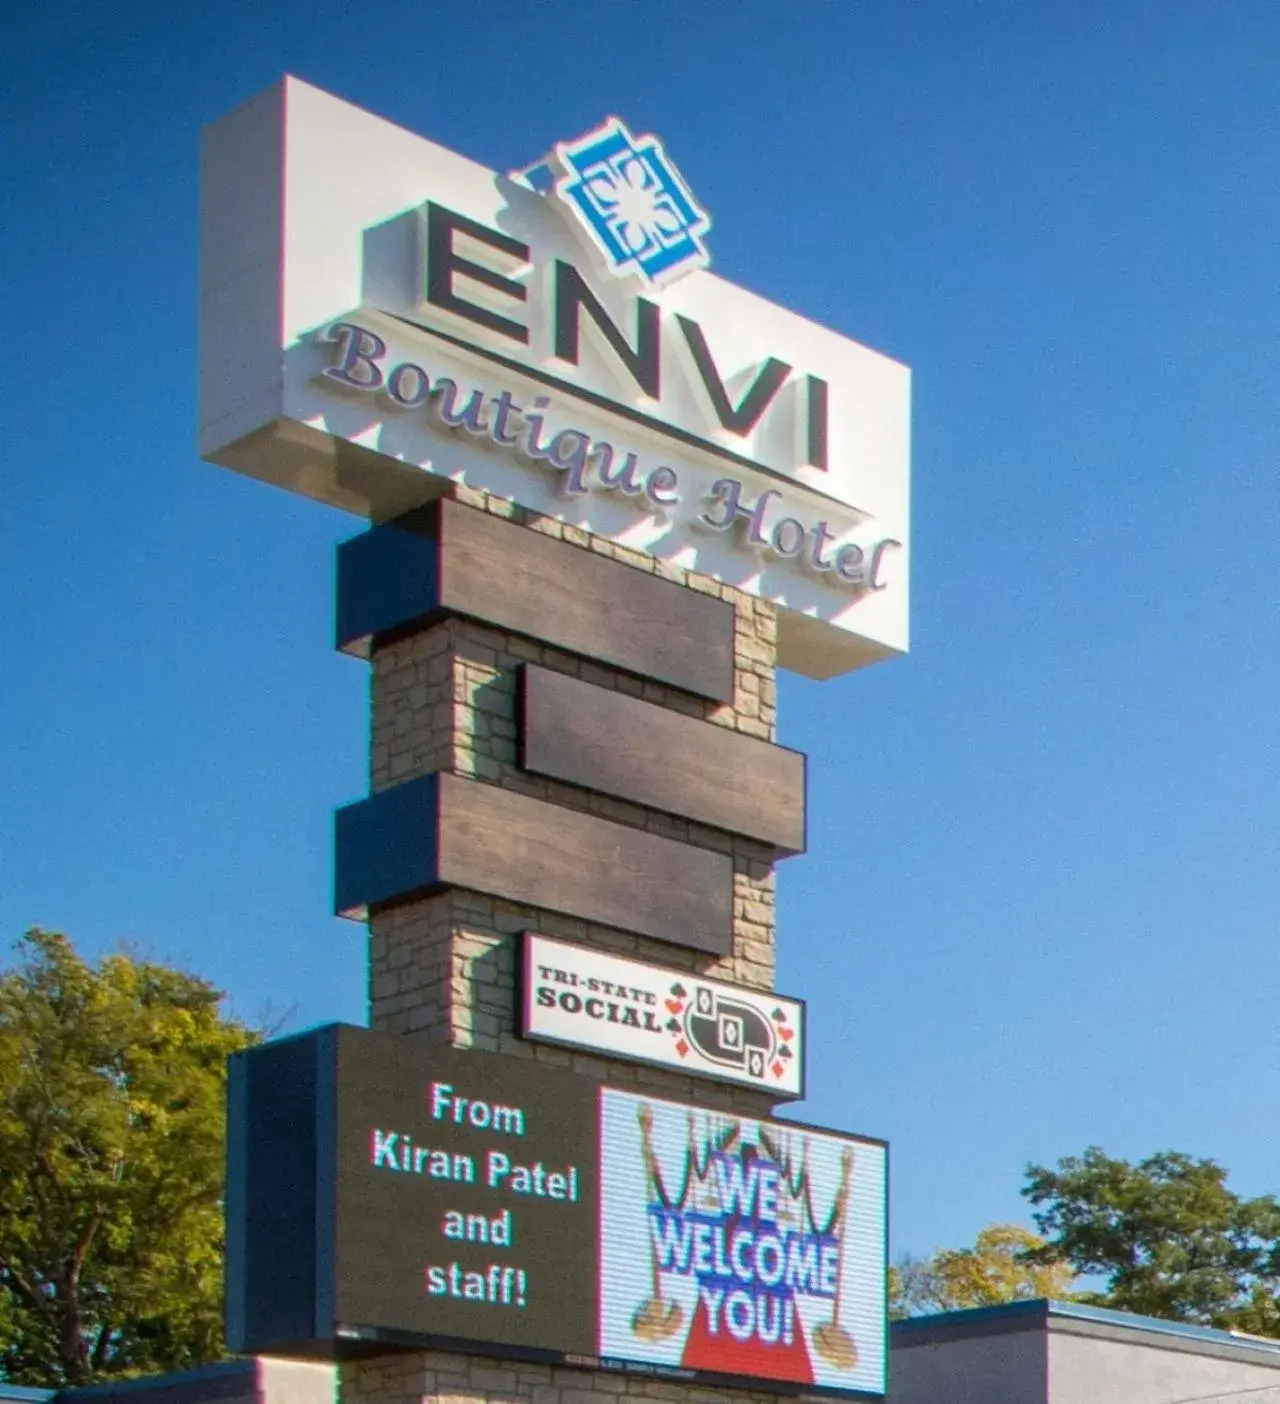 ENVI
Boutique Hotel
TRI-STATE
SOCIAL
From
Kiran Patel
and
staff!
WE
WELCOME
YOU!